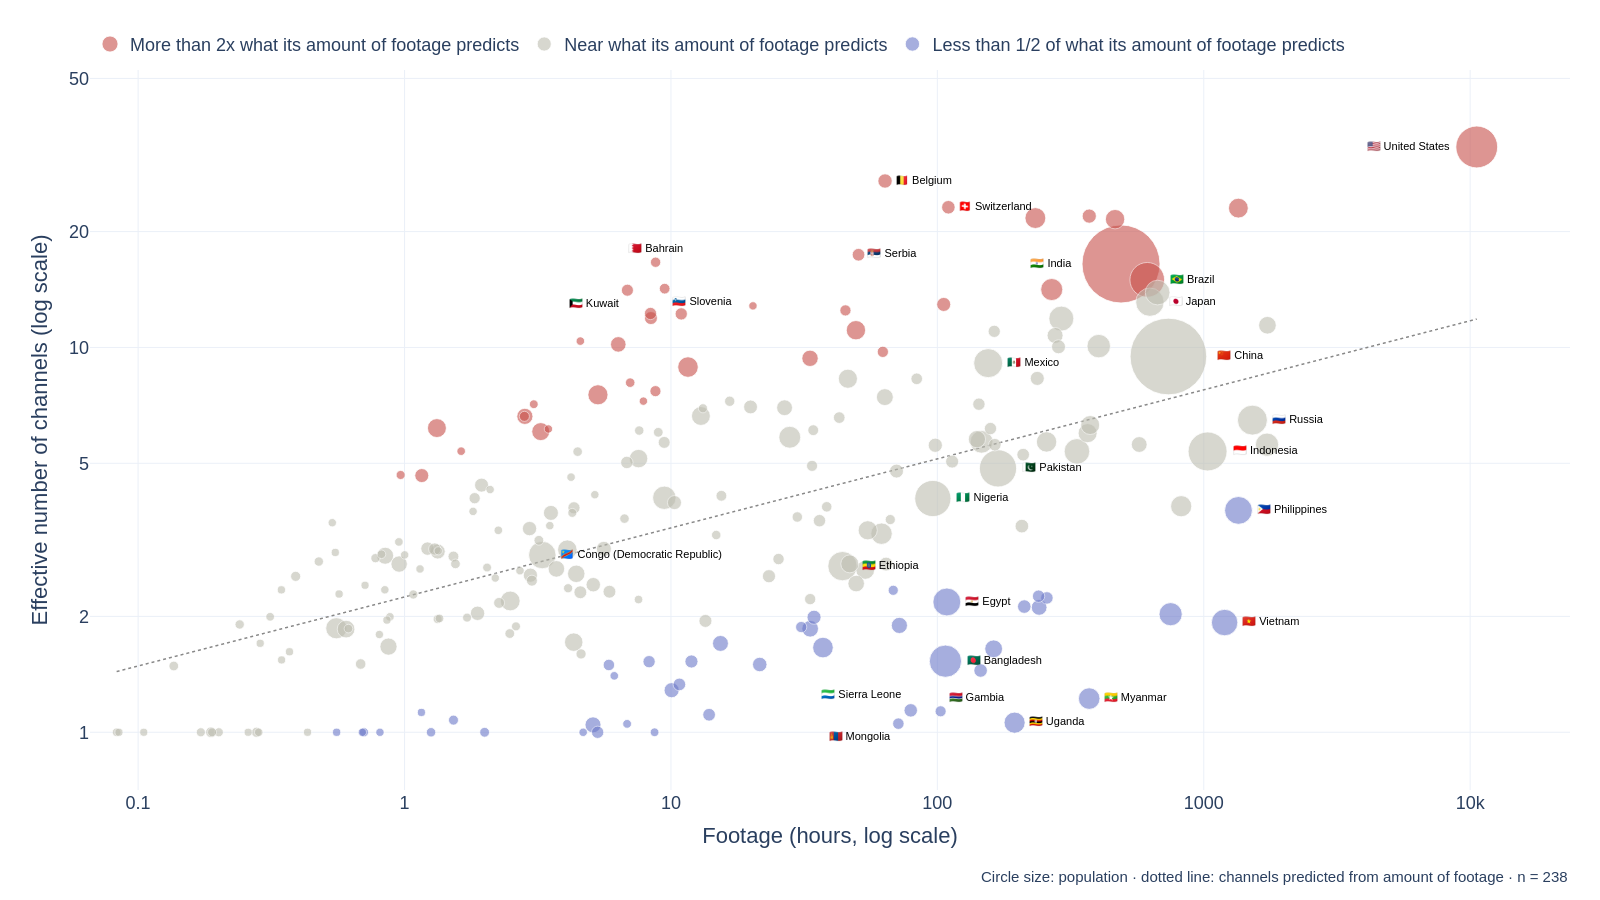 More than 2x what its amount of footage predicts
Near what its amount of footage predicts
Less than 1/2 of what its amount of footage predicts
Effective number of channels (log scale)
50
20
10
5
2
1
United States
Belgium
Switzerland
Bahrain
Serbia
India
Brazil
Kuwait
Slovenia
Japan
Mexico
China
Russia
Indonesia
Pakistan
Nigeria
Philippines
Congo (Democratic Republic)
Ethiopia
Egypt
Vietnam
Bangladesh
Sierra Leone
Gambia
Myanmar
Uganda
Mongolia
0.1
1
10
100
1000
10k
Footage (hours, log scale)
Circle size: population · dotted line: channels predicted from amount of footage · n = 238